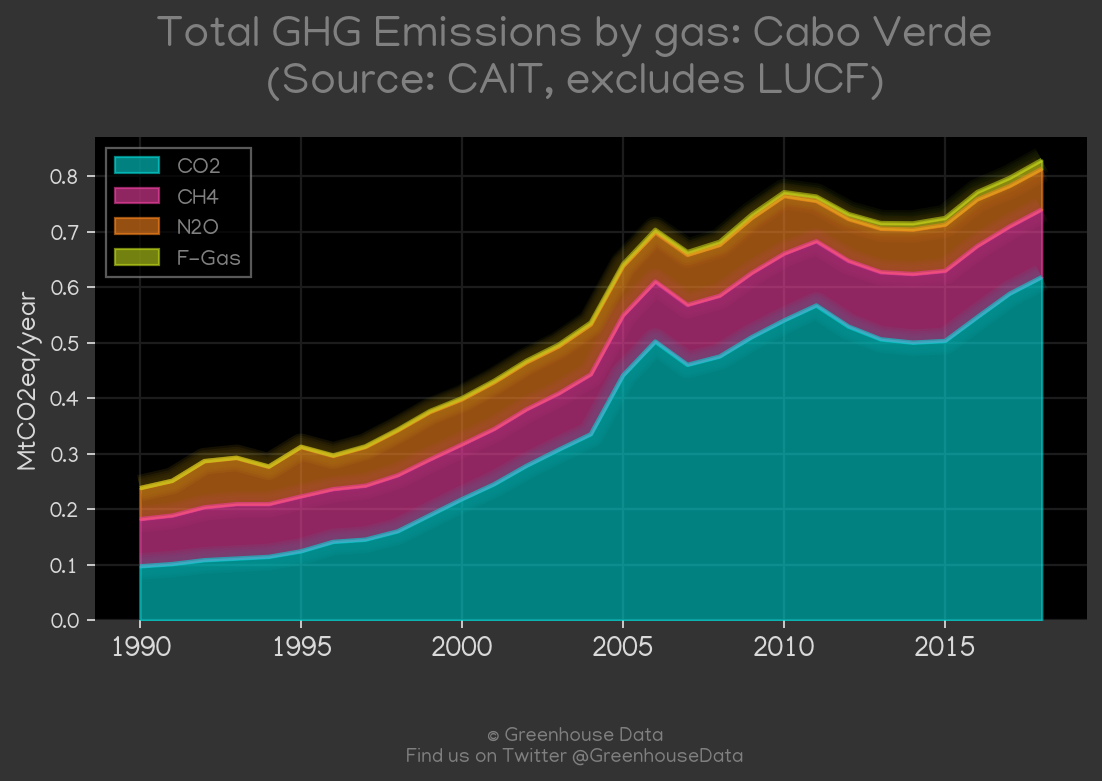 Total GHG Emissions by gas: Cabo Verde
(Source: CAIT, excludes LUCF)
CO2
CH4
N2O
F-Gas
MtCO2eq/year
0.8
0.7
0.6
0.5
0.4
0.3
0.2
0.1
0.0
1990 1995 2000 2005 2010 2015
© Greenhouse Data
Find us on Twitter @GreenhouseData